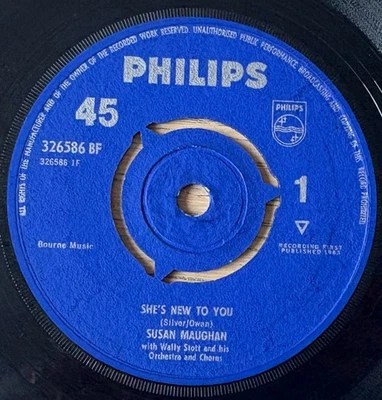 ALL RIGHTS OF THE MANUFACTURER AND OF THE OWNER OF THE RECORDED WORK RESERVED. UNAUTHORISED PUBLIC PERFORMANCE, BROADCASTING AND COPYING OF THIS RECORD PROHIBITED
PHILIPS
45
PHILIPS
326586 BF
326586 1F
1
Bourne Music
RECORDING FIRST
PUBLISHED 1963
SHE'S NEW TO YOU
(Silver/Owen)
SUSAN MAUGHAN
with Wally Stott and his
Orchestra and Chorus